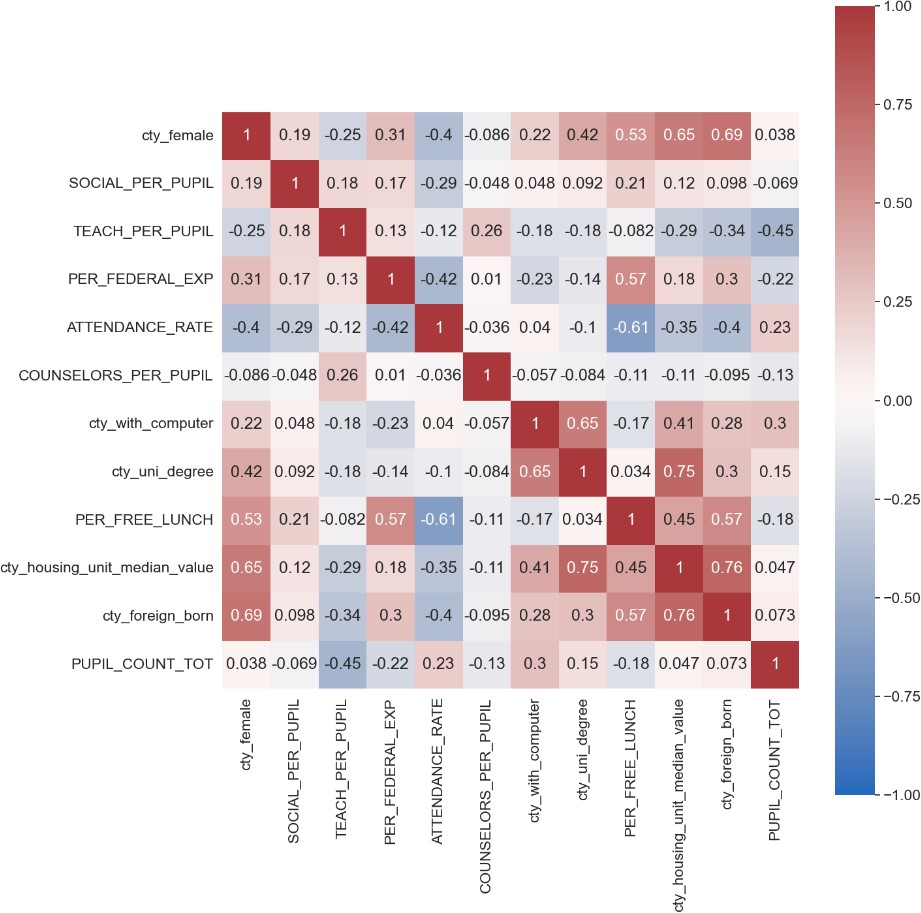 1.00
cty_female 1 0.19 -0.25 0.31 -0.4 -0.086 0.22 0.42 0.53 0.65 0.69 0.038
SOCIAL_PER_PUPIL 0.19 1 0.18 0.17 -0.29 -0.048 0.048 0.092 0.21 0.12 0.098 -0.069
TEACH_PER_PUPIL -0.25 0.18 1 0.13 -0.12 0.26 -0.18 -0.18 -0.082 -0.29 -0.34 -0.45
PER_FEDERAL_EXP 0.31 0.17 0.13 1 -0.42 0.01 -0.23 -0.14 0.57 0.18 0.3 -0.22
ATTENDANCE_RATE -0.4 -0.29 -0.12 -0.42 1 -0.036 0.04 -0.1 -0.61 -0.35 -0.4 0.23
COUNSELORS_PER_PUPIL -0.086 -0.048 0.26 0.01 -0.036 1 -0.057 -0.084 -0.11 -0.11 -0.095 -0.13
cty_with_computer 0.22 0.048 -0.18 -0.23 0.04 -0.057 1 0.65 -0.17 0.41 0.28 0.3
cty_uni_degree 0.42 0.092 -0.18 -0.14 -0.1 -0.084 0.65 1 0.034 0.75 0.3 0.15
PER_FREE_LUNCH 0.53 0.21 -0.082 0.57 -0.61 -0.11 -0.17 0.034 1 0.45 0.57 -0.18
cty_housing_unit_median_value 0.65 0.12 -0.29 0.18 -0.35 -0.11 0.41 0.75 0.45 1 0.76 0.047
cty_foreign_born 0.69 0.098 -0.34 0.3 -0.4 -0.095 0.28 0.3 0.57 0.76 1 0.073
PUPIL_COUNT_TOT 0.038 -0.069 -0.45 -0.22 0.23 -0.13 0.3 0.15 -0.18 0.047 0.073 1
cty_female
SOCIAL_PER_PUPIL
TEACH_PER_PUPIL
PER_FEDERAL_EXP
ATTENDANCE_RATE
COUNSELORS_PER_PUPIL
cty_with_computer
cty_uni_degree
PER_FREE_LUNCH
cty_housing_unit_median_value
cty_foreign_born
PUPIL_COUNT_TOT
0.75
0.50
0.25
0.00
−0.25
−0.50
−0.75
−1.00